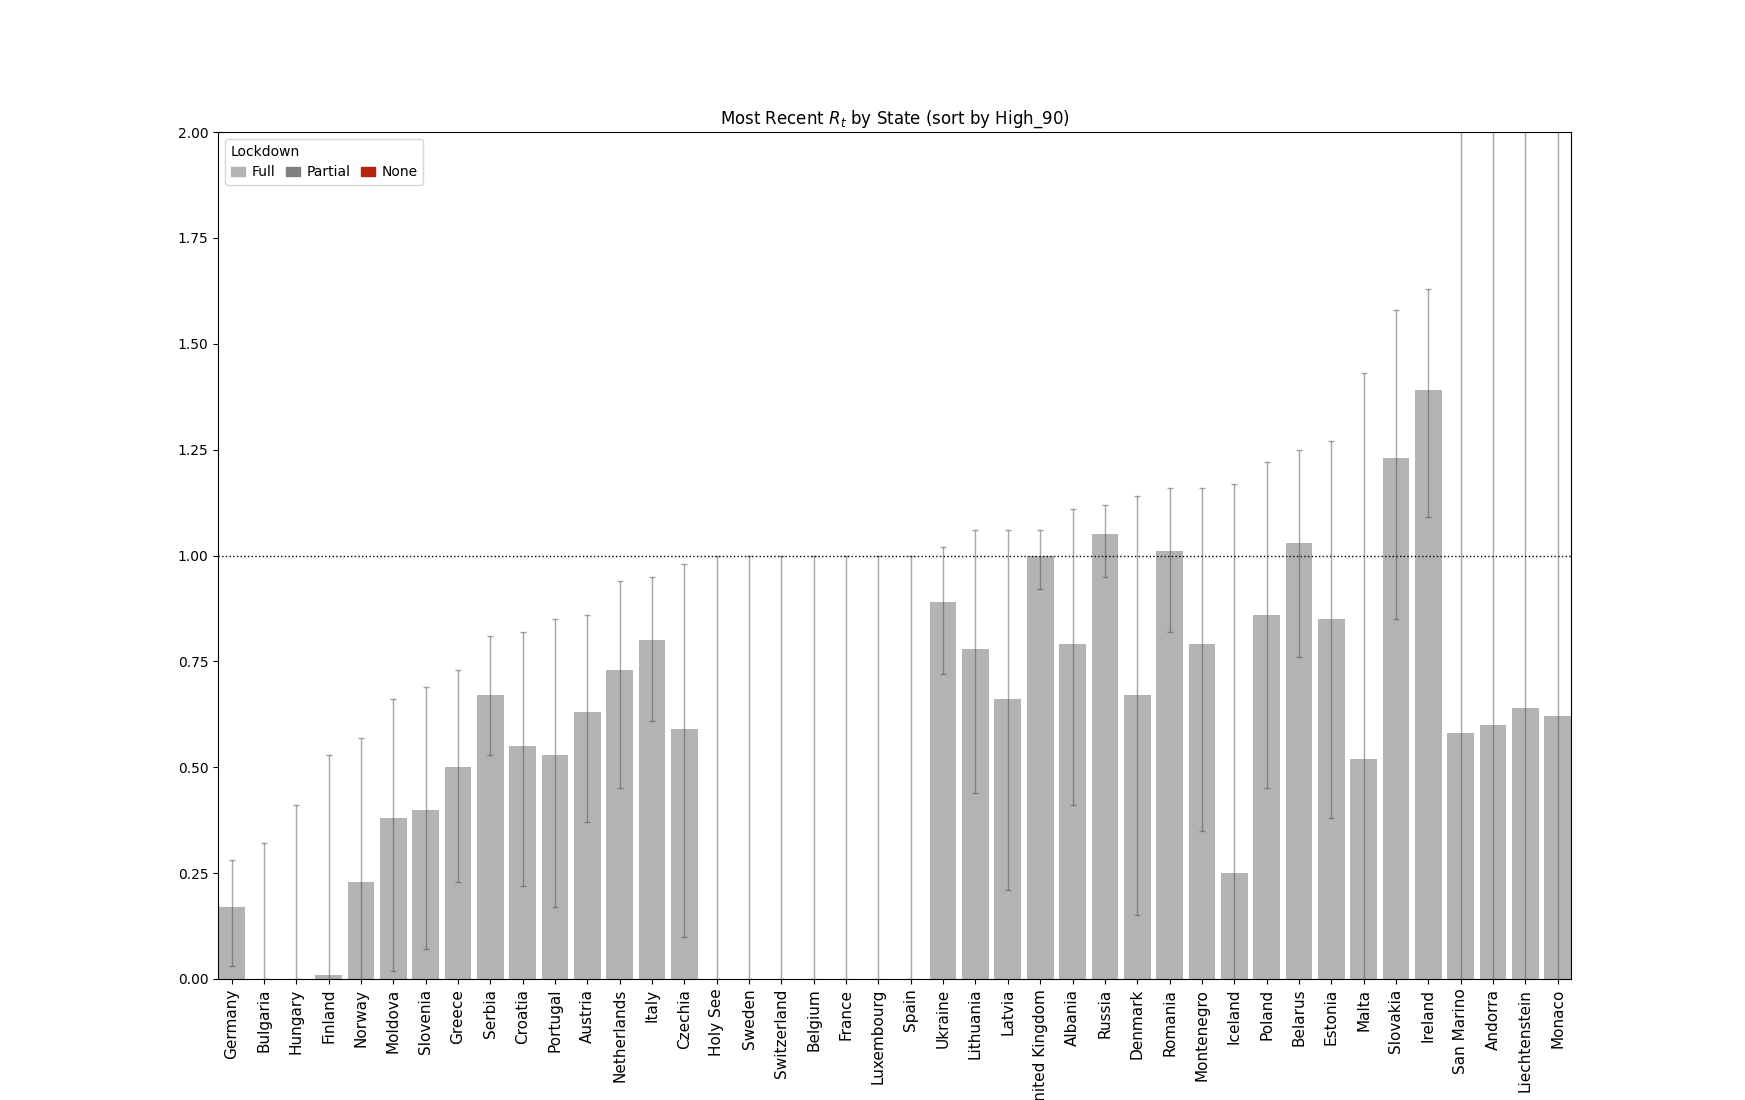 Most Recent R_t by State (sort by High_90)
Lockdown
Full Partial None
2.00
1.75
1.50
1.25
1.00
0.75
0.50
0.25
0.00
Germany
Bulgaria
Hungary
Finland
Norway
Moldova
Slovenia
Greece
Serbia
Croatia
Portugal
Austria
Netherlands
Italy
Czechia
Holy See
Sweden
Switzerland
Belgium
France
Luxembourg
Spain
Ukraine
Lithuania
Latvia
nited Kingdom
Albania
Russia
Denmark
Romania
Montenegro
Iceland
Poland
Belarus
Estonia
Malta
Slovakia
Ireland
San Marino
Andorra
Liechtenstein
Monaco